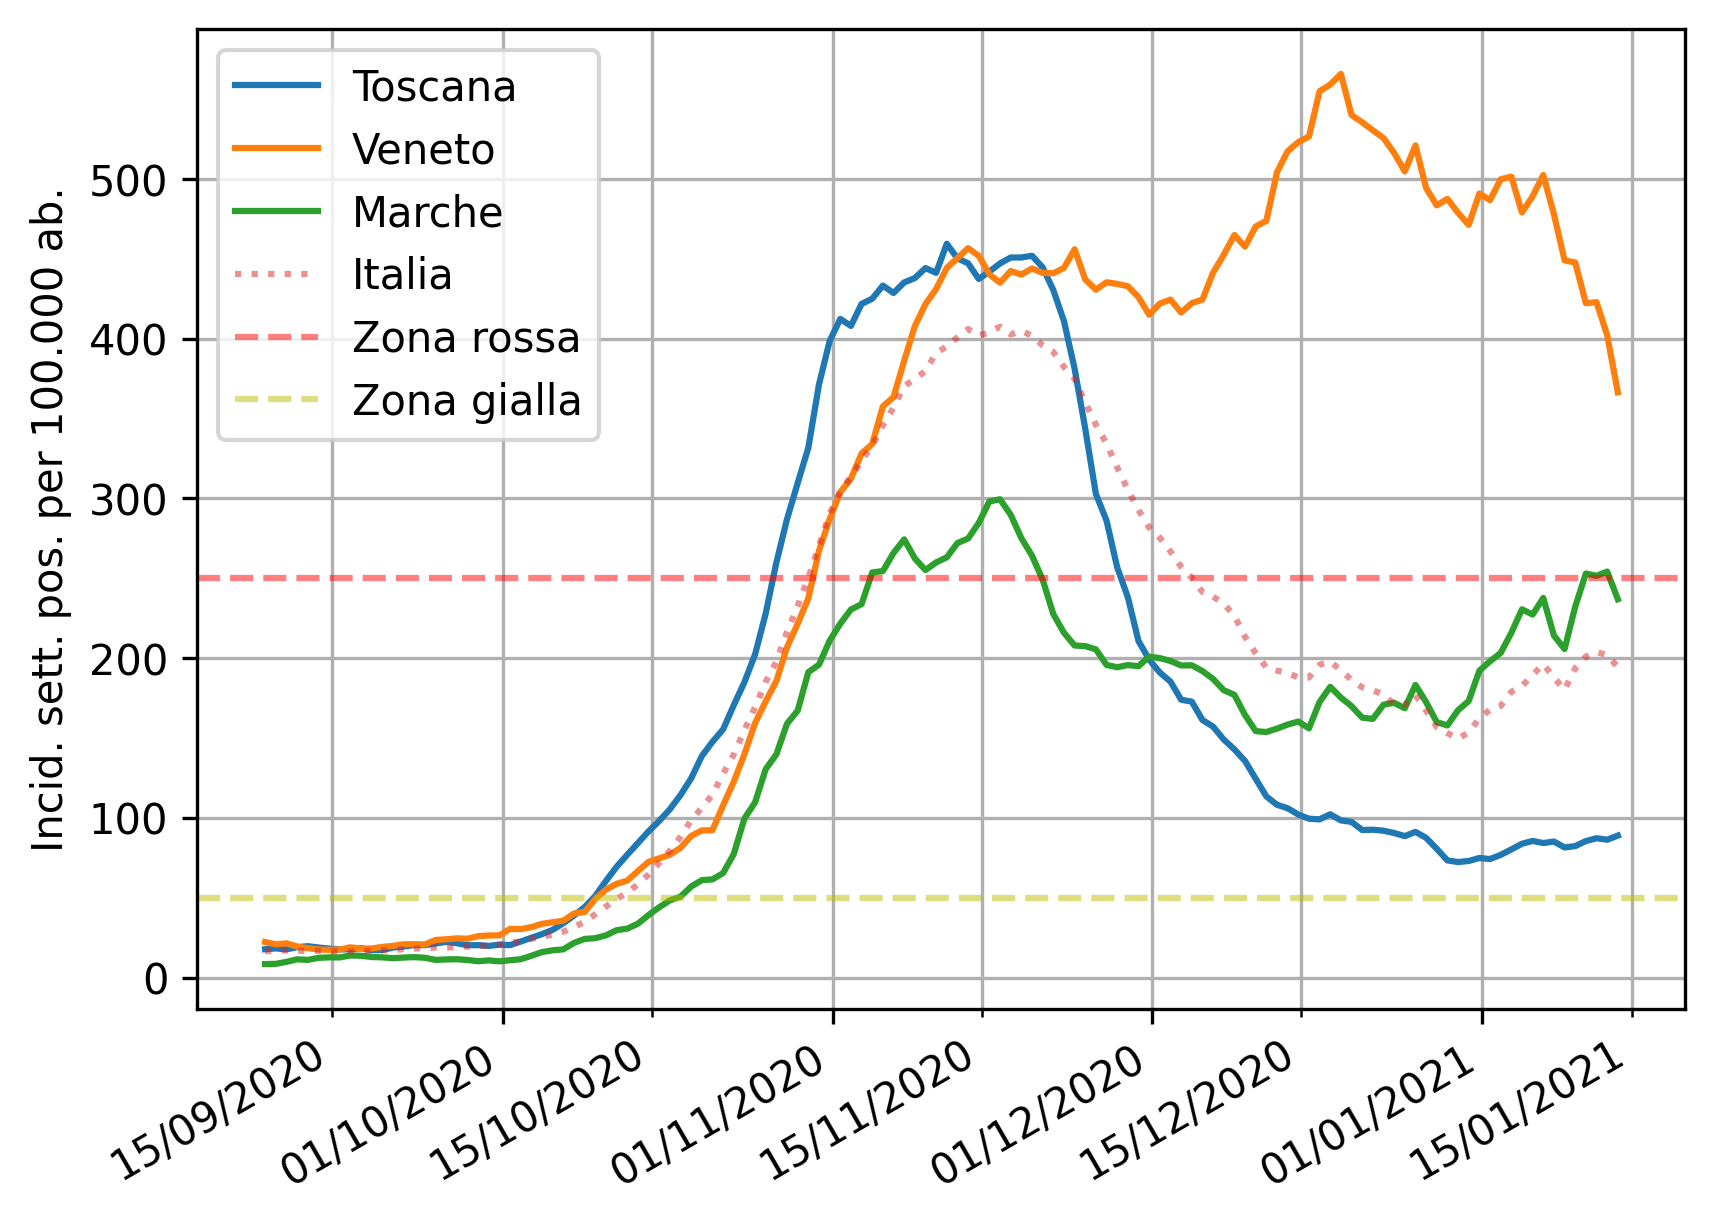 Toscana
Veneto
Marche
Italia
Zona rossa
Zona gialla
Incid. sett. pos. per 100.000 ab.
500
400
300
200
100
0
15/09/2020
01/10/2020
15/10/2020
01/11/2020
15/11/2020
01/12/2020
15/12/2020
01/01/2021
15/01/2021